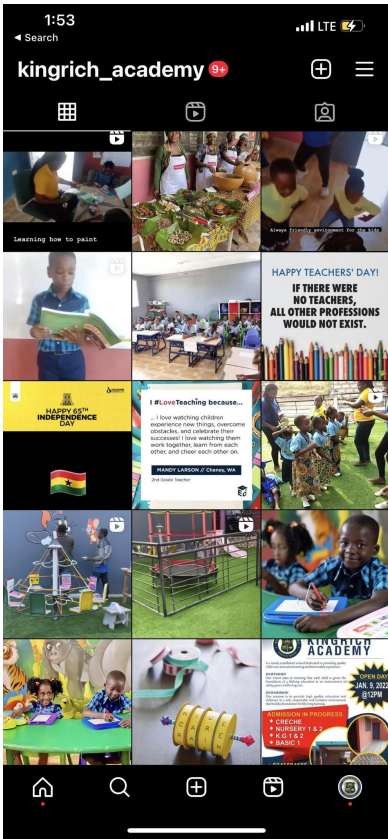 1:53
LTE
Search
kingrich_academy 9+
Learning how to paint
Always friendly environment for the kids
HAPPY TEACHERS' DAY!
IF THERE WERE
NO TEACHERS,
ALL OTHER PROFESSIONS
WOULD NOT EXIST.
HAPPY 65TH
INDEPENDENCE
DAY
I #LoveTeaching because...
... I love watching children
experience new things, overcome
obstacles, and celebrate their
successes! I love watching them
work together, learn from each
other, and cheer each other on.
MANDY LARSON // Cheney, WA
2nd Grade Teacher
KINGRICH
ACADEMY
OPEN DAY
JAN. 9, 2022
@12PM
ADMISSION IN PROGRESS
CRECHE
NURSERY 1 & 2
K G 1 & 2
BASIC 1